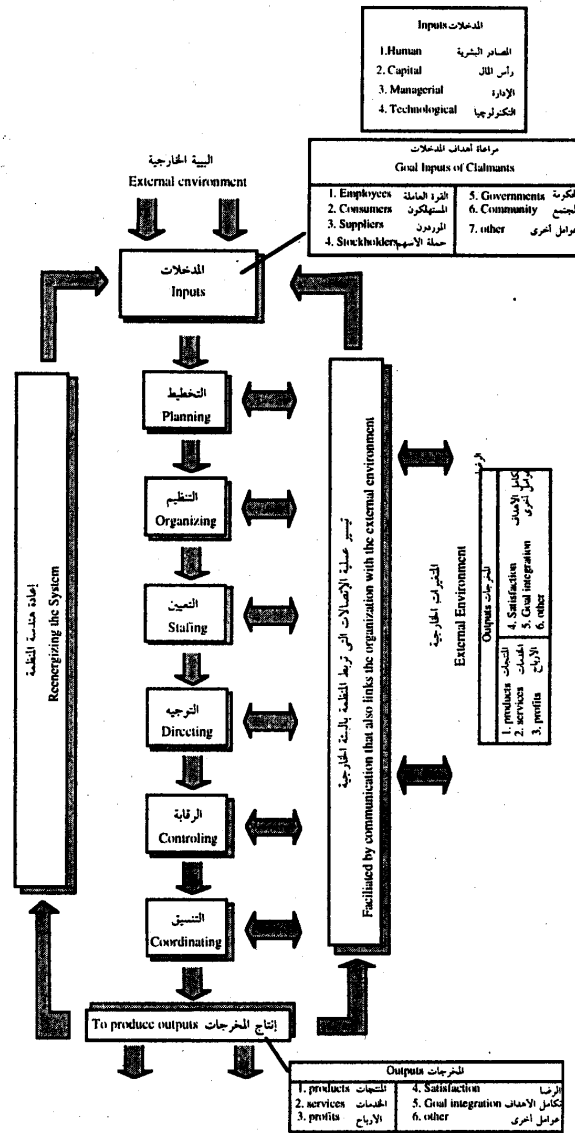 Inputs المدخلات
1.Human المصادر البشرية
2. Capital رأس المال
3. Managerial الإدارة
4. Technological التكنولوجيا
مراعاة أهداف المدخلات
Goal Inputs of Claimants
1. Employees القوة العاملة
2. Consumers المستهلكون
3. Suppliers الموردون
4. Stockholders حملة الأسهم
5. Governments
6. Community
7. other عوامل أخرى
البيئة الخارجية
External environment
المدخلات
Inputs
التخطيط
Planning
التنظيم
Organizing
التعيين
Stafing
التوجيه
Directing
الرقابة
Controling
التنسيق
Coordinating
To produce outputs إنتاج المخرجات
إعادة هندسة المنظمة
Reenergizing the System
تيسير عملية الإتصالات التى تربط المنظمة بالبيئة الخارجية
Faciliated by communication that also links the organization with the external environment
المتغيرات الخارجية
External Environment
Outputs المخرجات
1. products المنتجات
2. services الخدمات
3. profits الأرباح
4. Satisfaction الرضا
5. Goal integration تكامل الأهداف
6. other عوامل أخرى
Outputs المخرجات
1. products المنتجات
2. services الخدمات
3. profits الأرباح
4. Satisfaction الرضا
5. Goal integration تكامل الأهداف
6. other عوامل أخرى